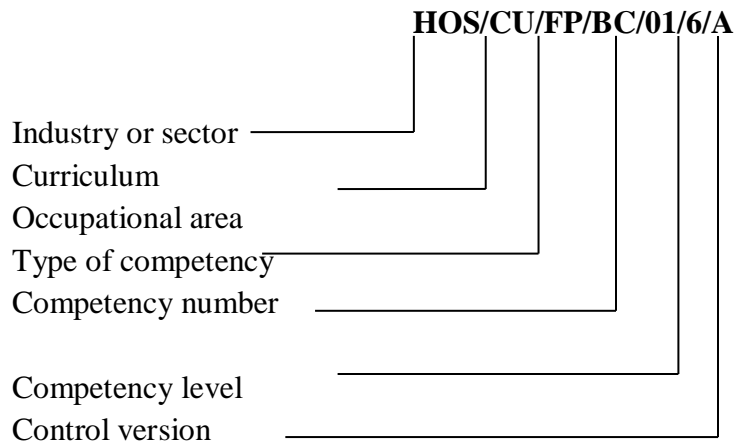 HOS/CU/FP/BC/01/6/A
Industry or sector
Curriculum
Occupational area
Type of competency
Competency number
Competency level
Control version